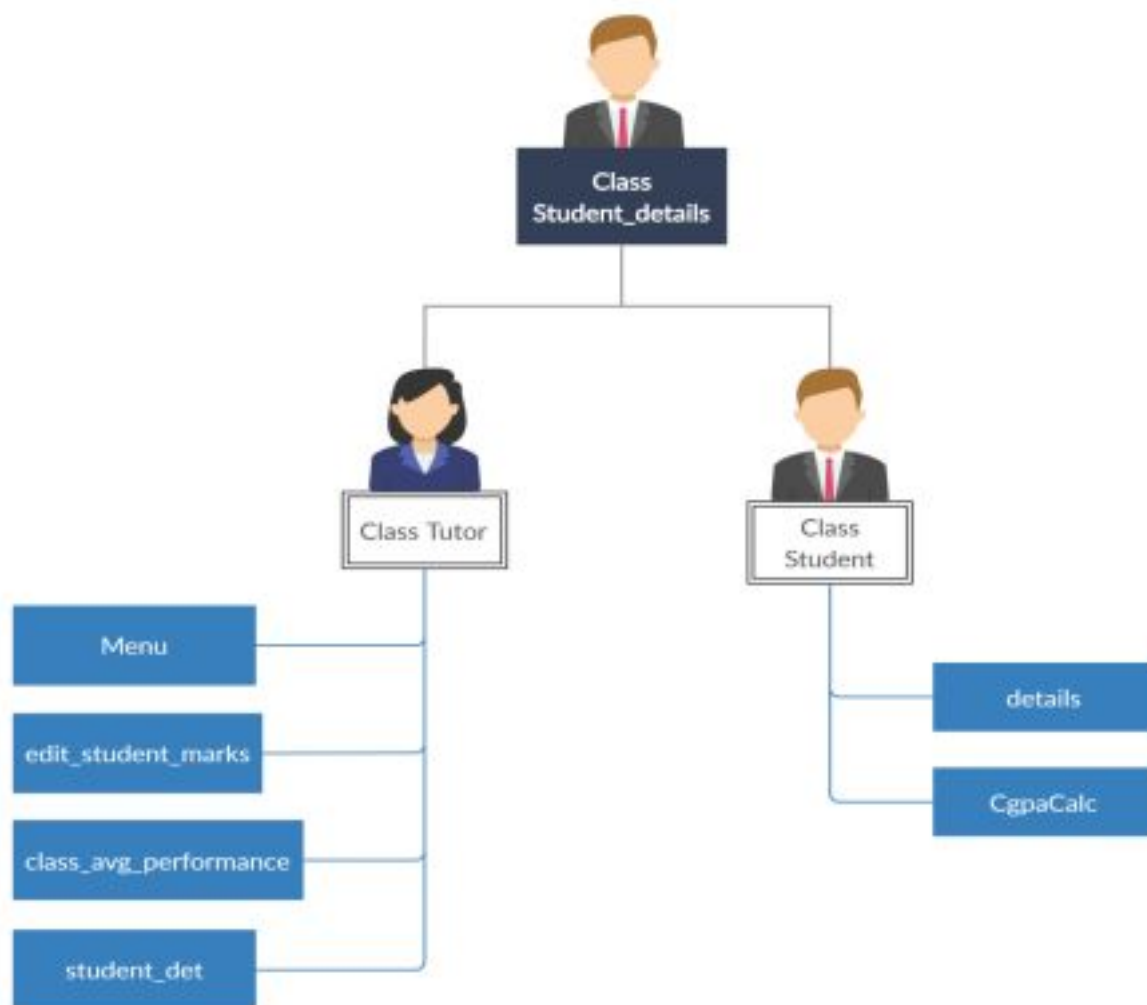 Class
Student_details
Class Tutor
Class
Student
Menu
edit_student_marks
class_avg_performance
student_det
details
CgpaCalc